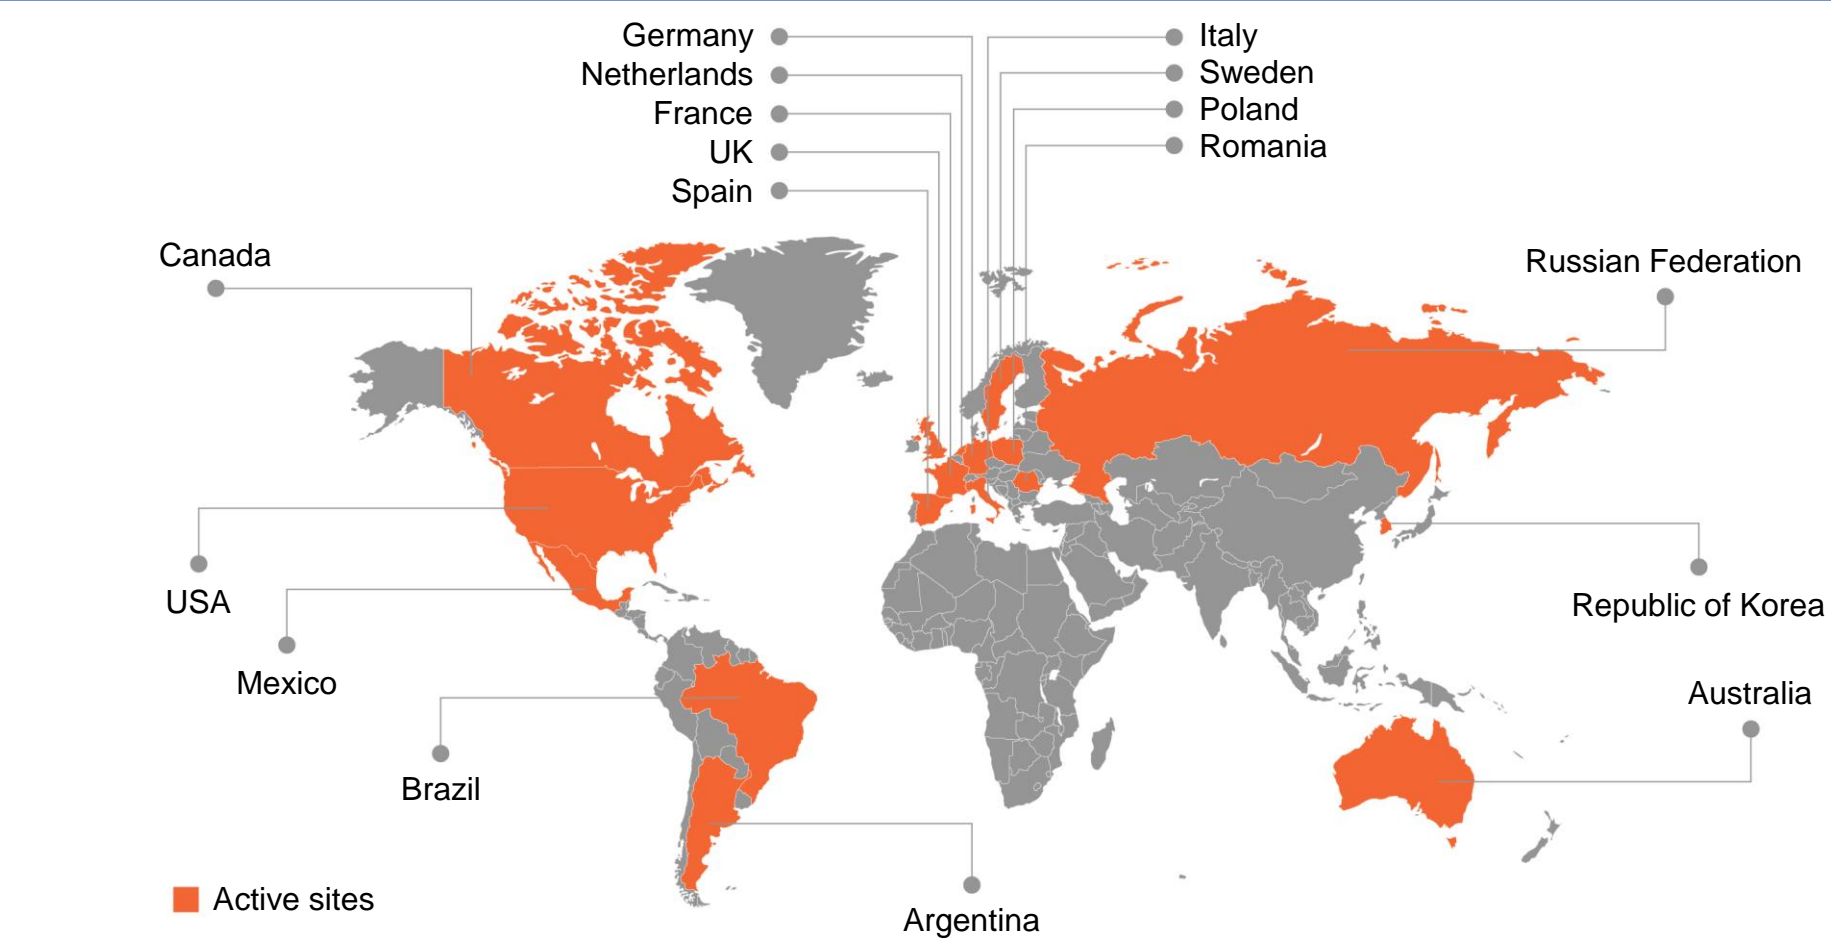 Germany
Netherlands
France
UK
Spain
Italy
Sweden
Poland
Romania
Canada
Russian Federation
USA
Republic of Korea
Mexico
Australia
Brazil
Active sites
Argentina